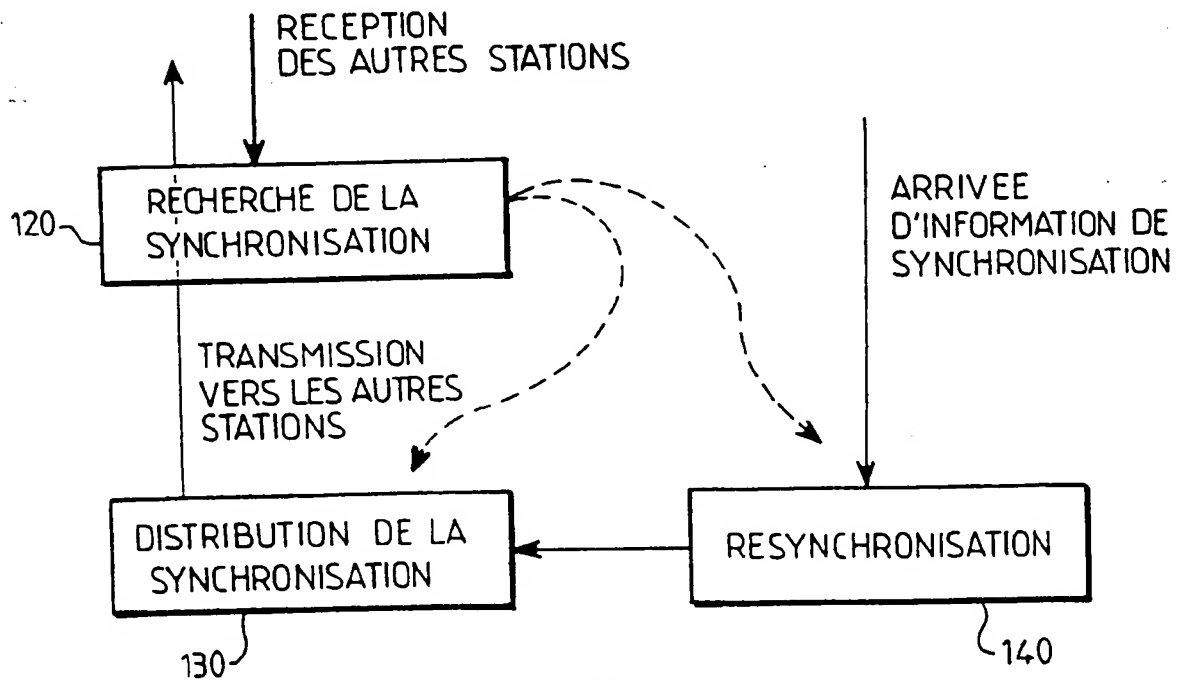 RECEPTION
DES AUTRES STATIONS
RECHERCHE DE LA
SYNCHRONISATION
120
ARRIVEE
D'INFORMATION DE
SYNCHRONISATION
TRANSMISSION
VERS LES AUTRES
STATIONS
DISTRIBUTION DE LA
SYNCHRONISATION
130
RESYNCHRONISATION
140